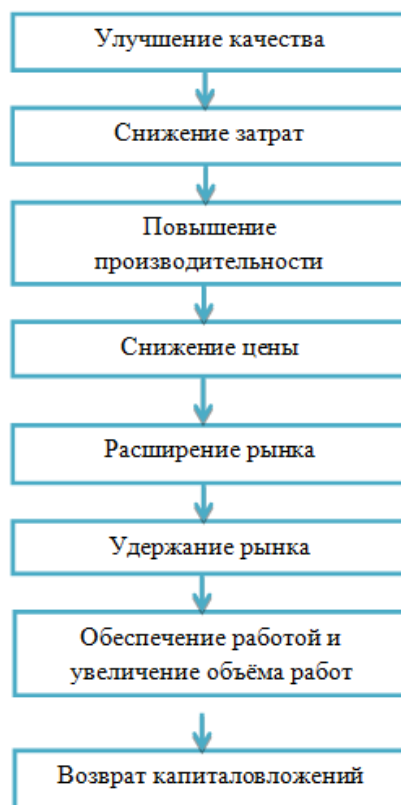 Улучшение качества
Снижение затрат
Повышение
производительности
Снижение цены
Расширение рынка
Удержание рынка
Обеспечение работой и
увеличение объёма работ
Возврат капиталовложений